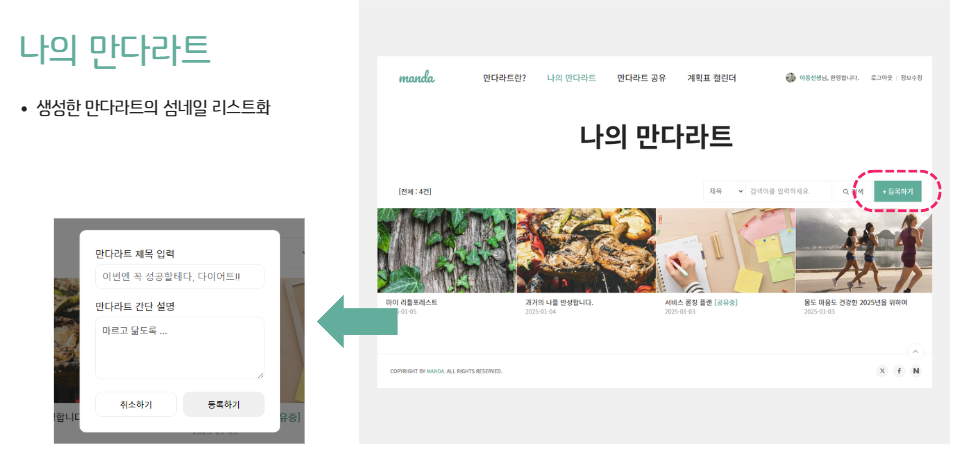 나의 만다라트
• 생성한 만다라트의 섬네일 리스트화
만다라트 제목 입력
이번엔 꼭 성공할테다, 다이어트!!
만다라트 간단 설명
마르고 닳도록 ...
취소하기 등록하기
manda 만다라트란? 나의 만다라트 만다라트 공유 계획표 캘린더 이종선생님, 환영합니다. 로그아웃 | 정보수정
나의 만다라트
[전체 : 4건] 제목 검색어를 입력하세요. 검색 + 등록하기
마이 리틀포레스트 과거의 나를 반성합니다. 서비스 론칭 플랜 [공유중] 몸도 마음도 건강한 2025년을 위하여
-01-05 2025-01-04 2025-01-03 2025-01-03
COPYRIGHT BY MANDA. ALL RIGHTS RESERVED.